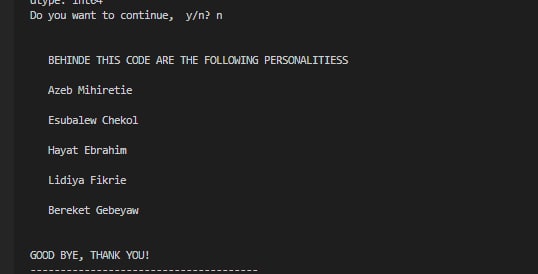 dtype: int64
Do you want to continue,  y/n? n
BEHINDE THIS CODE ARE THE FOLLOWING PERSONALITIESS
Azeb Mihiretie
Esubalew Chekol
Hayat Ebrahim
Lidiya Fikrie
Bereket Gebeyaw
GOOD BYE, THANK YOU!
--------------------------------------